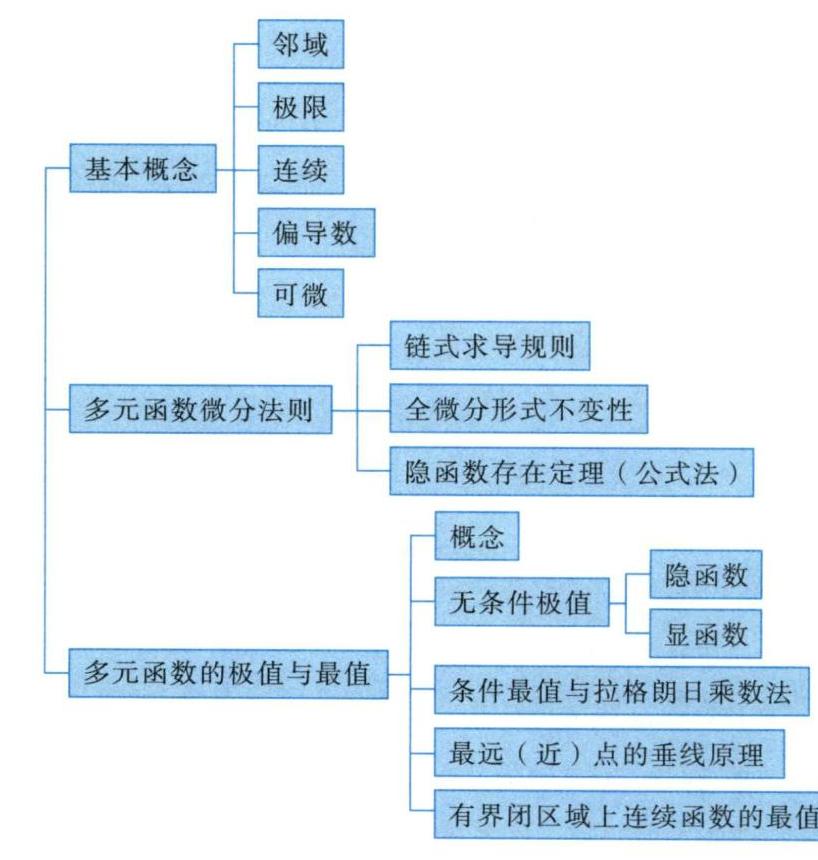 邻域
极限
基本概念
连续
偏导数
可微
链式求导规则
多元函数微分法则
全微分形式不变性
隐函数存在定理（公式法）
概念
无条件极值
隐函数
显函数
多元函数的极值与最值
条件最值与拉格朗日乘数法
最远（近）点的垂线原理
有界闭区域上连续函数的最值